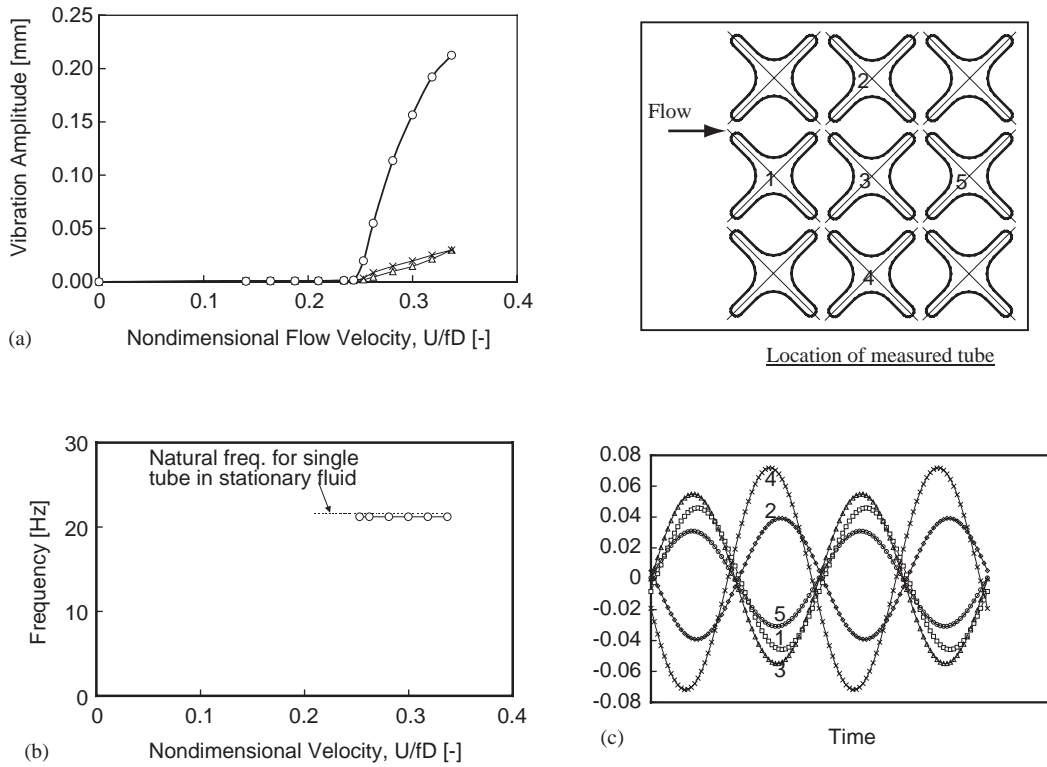 0.25
0.20
0.15
0.10
0.05
0.00
Vibration Amplitude [mm]
0 0.1 0.2 0.3 0.4
(a) Nondimensional Flow Velocity, U/fD [-]
Flow
2
1 3 5
4
Location of measured tube
30
20
10
0
Frequency [Hz]
Natural freq. for single
tube in stationary fluid
0 0.1 0.2 0.3 0.4
(b) Nondimensional Velocity, U/fD [-]
0.08
0.06
0.04
0.02
0
-0.02
-0.04
-0.06
-0.08
4
2
5
1
3
(c) Time